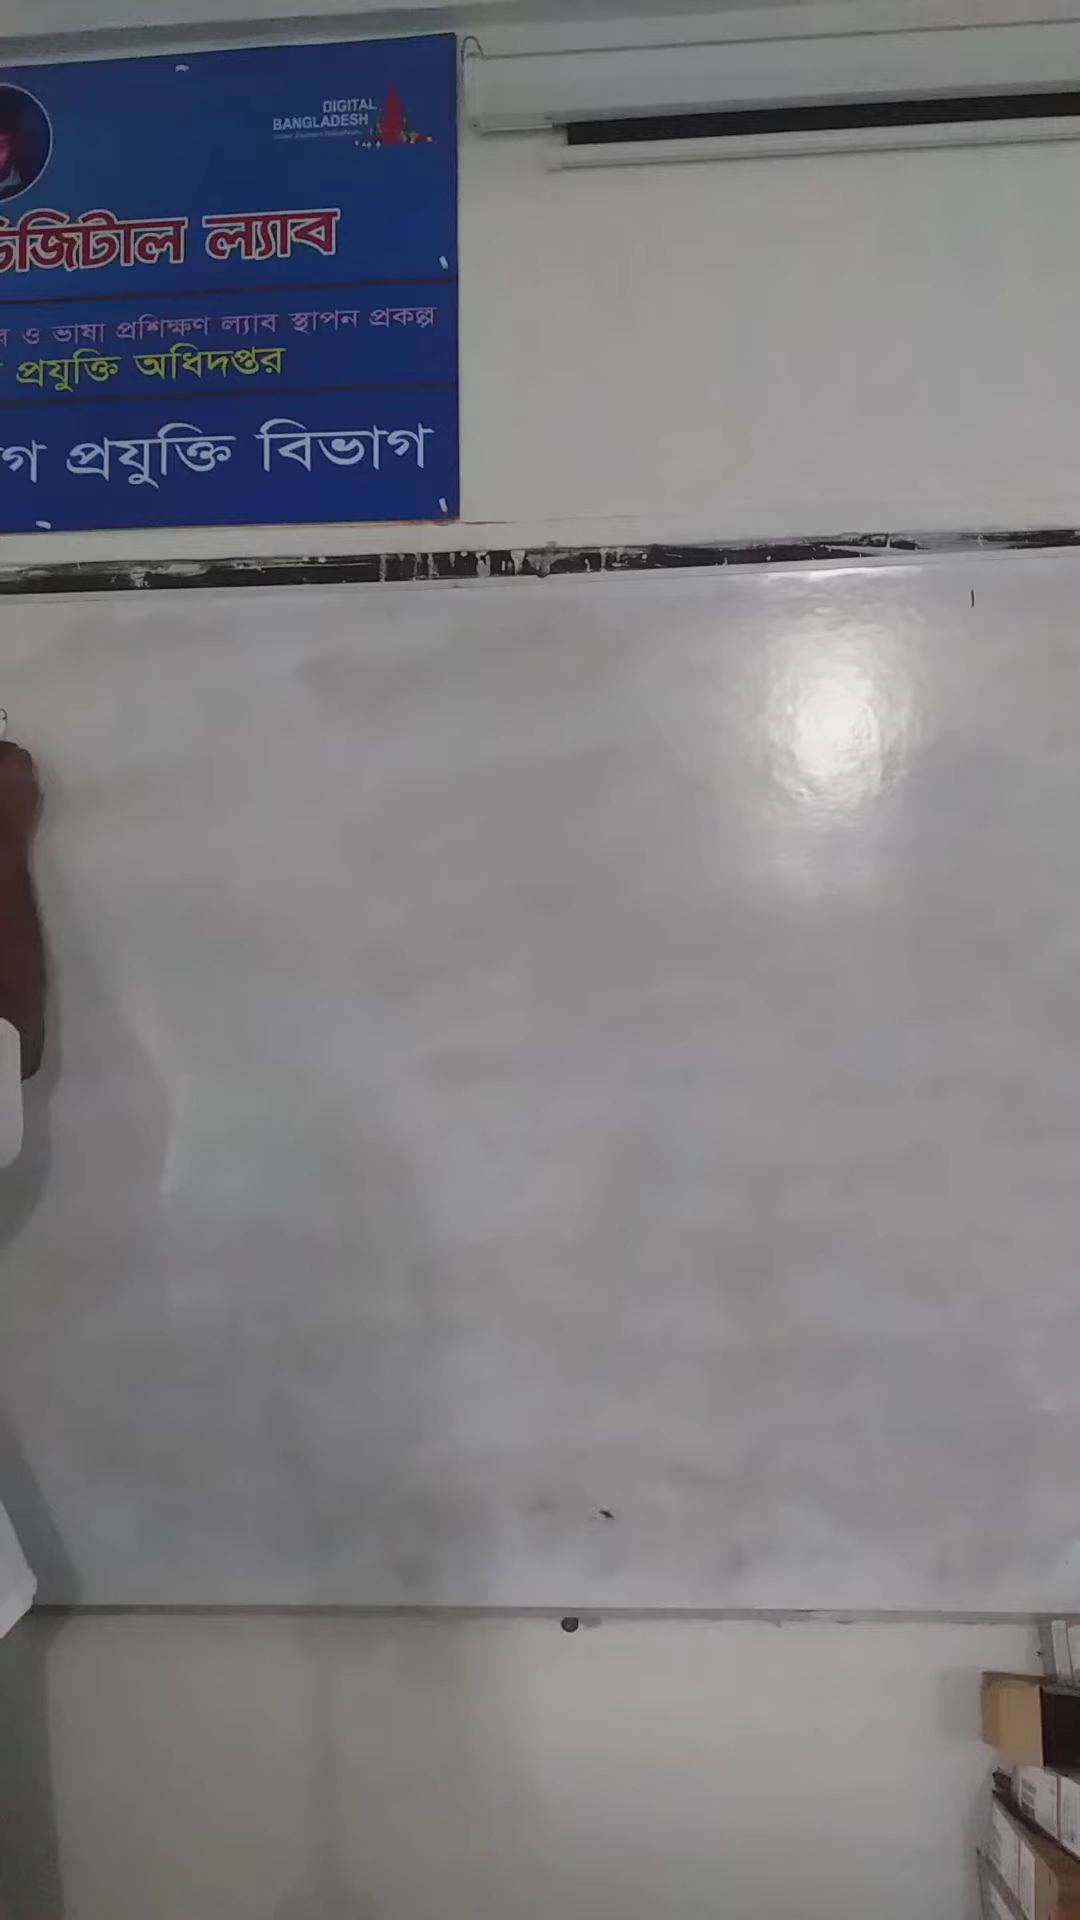 DIGITAL
BANGLADESH
ডিজিটাল ল্যাব
ও ভাষা প্রশিক্ষণ ল্যাব স্থাপন প্রকল্প
প্রযুক্তি অধিদপ্তর
প্রযুক্তি বিভাগ